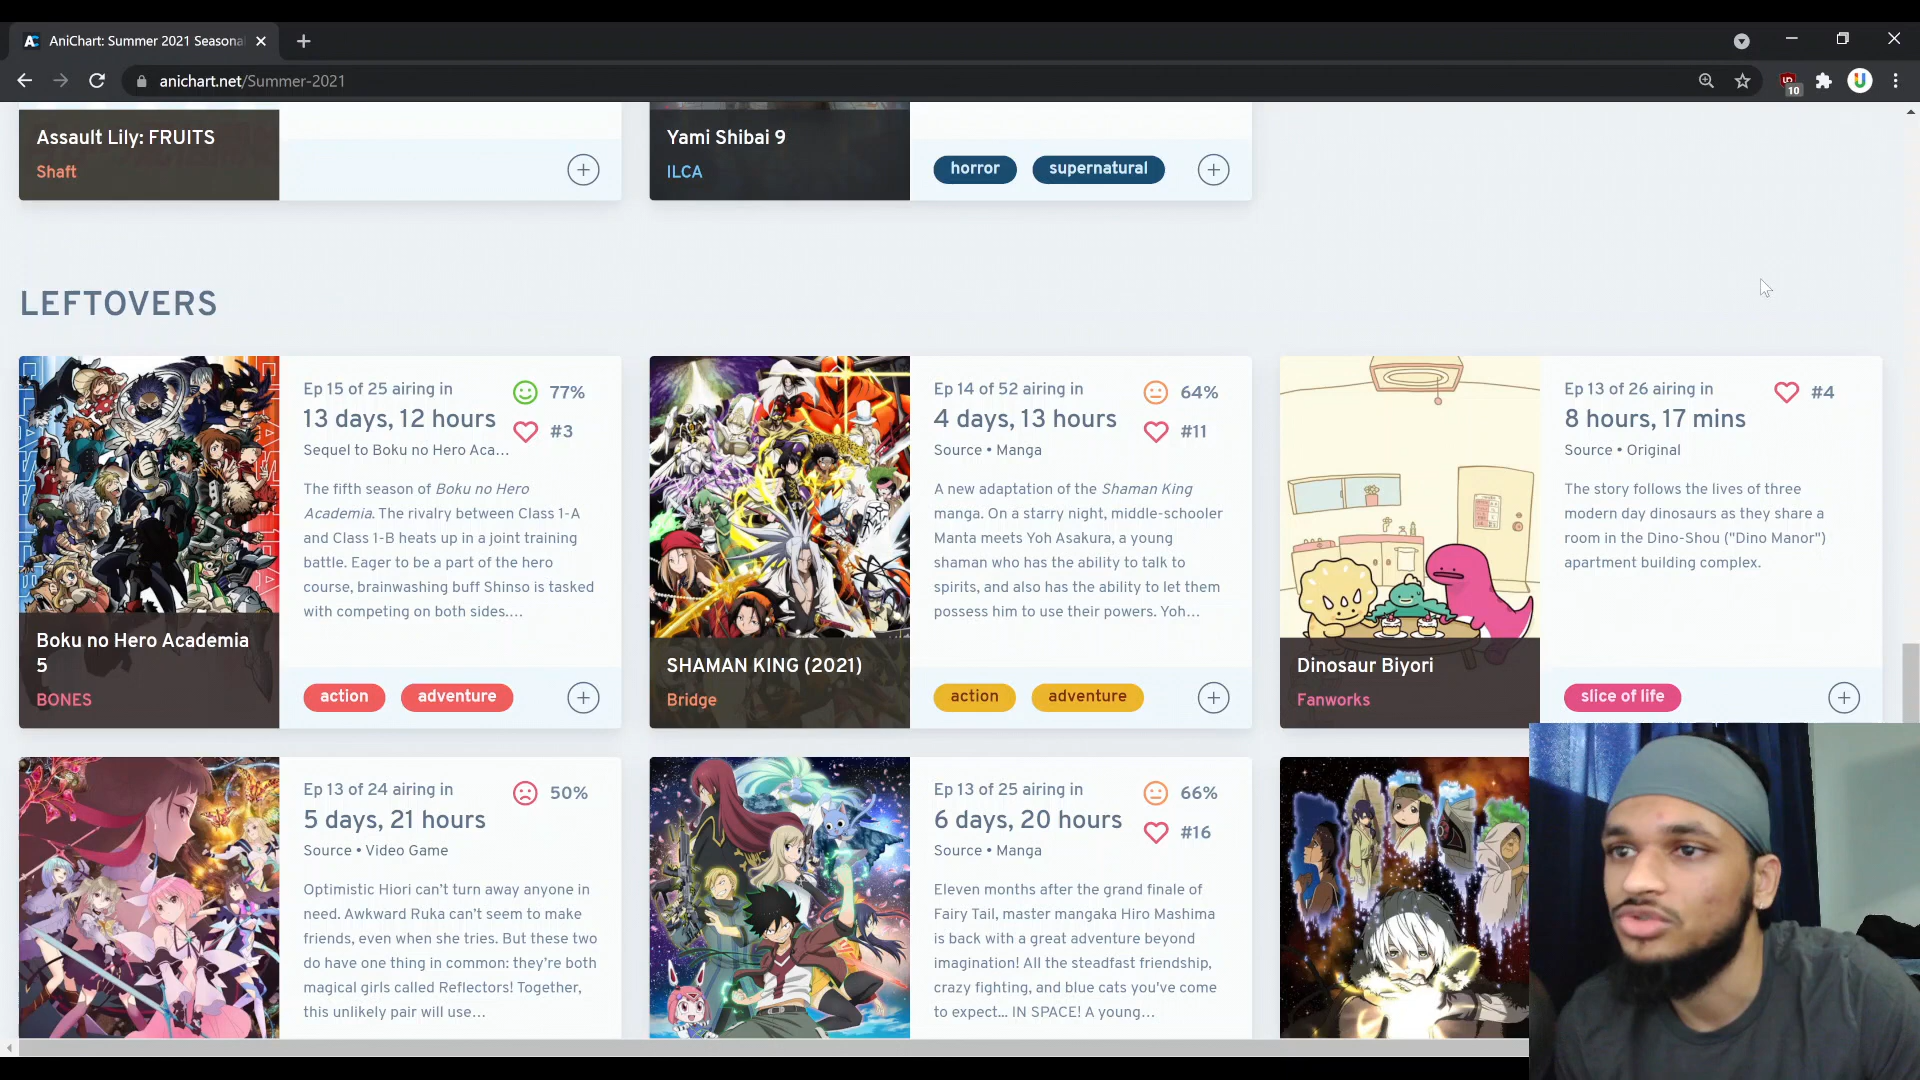 AniChart: Summer 2021 Seasona
anichart.net/Summer-2021
10
Assault Lily: FRUITS
Shaft
Yami Shibai 9
ILCA
horror
supernatural
LEFTOVERS
Ep 15 of 25 airing in
13 days, 12 hours
77%
#3
Sequel to Boku no Hero Aca...
The fifth season of Boku no Hero
Academia. The rivalry between Class 1-A
and Class 1-B heats up in a joint training
battle. Eager to be a part of the hero
course, brainwashing buff Shinso is tasked
with competing on both sides....
Boku no Hero Academia
5
BONES
action
adventure
Ep 14 of 52 airing in
4 days, 13 hours
64%
#11
Source • Manga
A new adaptation of the Shaman King
manga. On a starry night, middle-schooler
Manta meets Yoh Asakura, a young
shaman who has the ability to talk to
spirits, and also has the ability to let them
possess him to use their powers. Yoh...
SHAMAN KING (2021)
Bridge
action
adventure
Ep 13 of 26 airing in
8 hours, 17 mins
#4
Source • Original
The story follows the lives of three
modern day dinosaurs as they share a
room in the Dino-Shou ("Dino Manor")
apartment building complex.
Dinosaur Biyori
Fanworks
slice of life
Ep 13 of 24 airing in
5 days, 21 hours
50%
Source • Video Game
Optimistic Hiori can't turn away anyone in
need. Awkward Ruka can't seem to make
friends, even when she tries. But these two
do have one thing in common: they're both
magical girls called Reflectors! Together,
this unlikely pair will use...
Ep 13 of 25 airing in
6 days, 20 hours
66%
#16
Source • Manga
Eleven months after the grand finale of
Fairy Tail, master mangaka Hiro Mashima
is back with a great adventure beyond
imagination! All the steadfast friendship,
crazy fighting, and blue cats you've come
to expect... IN SPACE! A young...